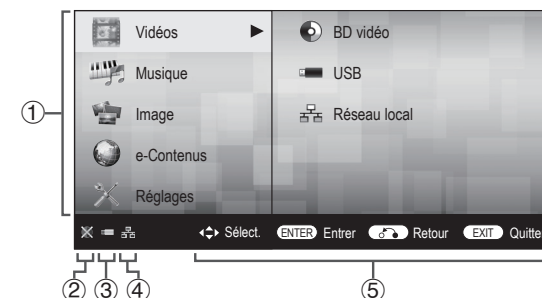 Vidéos
Musique
Image
e-Contenus
Réglages
BD vidéo
USB
Réseau local
Sélect. ENTER Entrer Retour EXIT Quitte
①
② ③ ④ ⑤